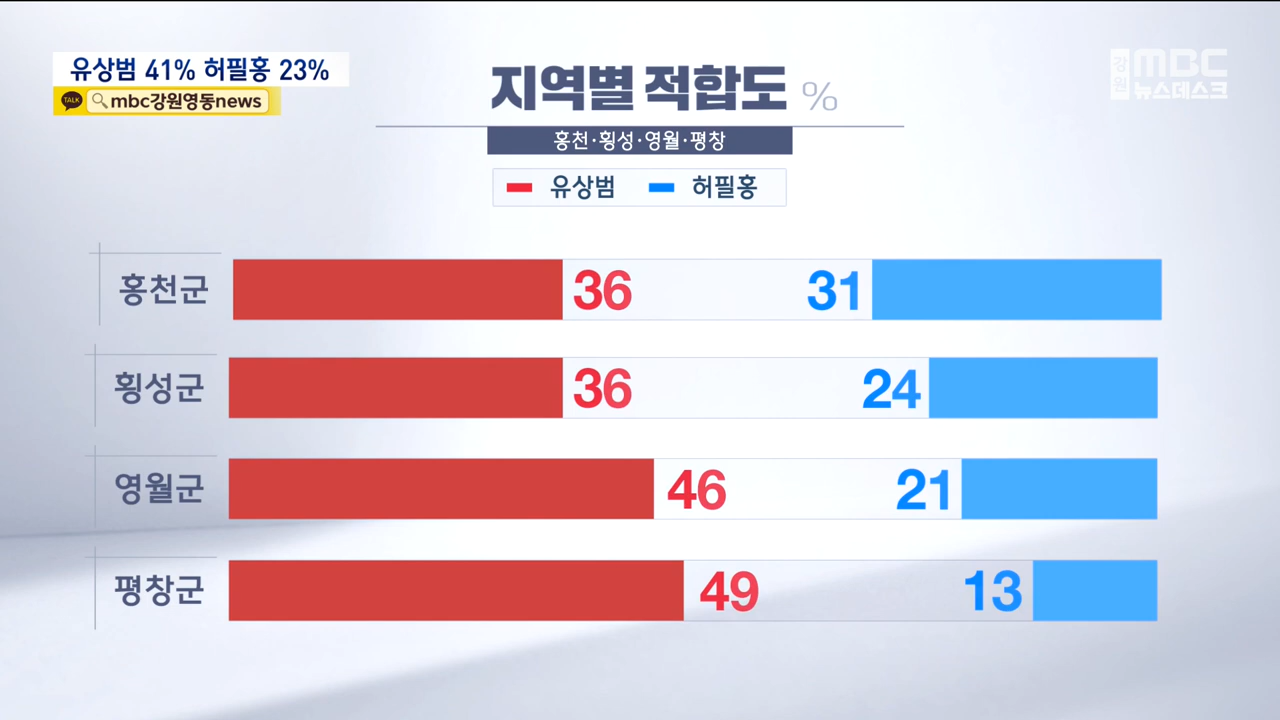 유상범 41% 허필홍 23%
TALK mbc강원영동news
지역별 적합도 %
강원 MBC 뉴스데스크
홍천·횡성·영월·평창
유상범 허필홍
홍천군 36 31
횡성군 36 24
영월군 46 21
평창군 49 13